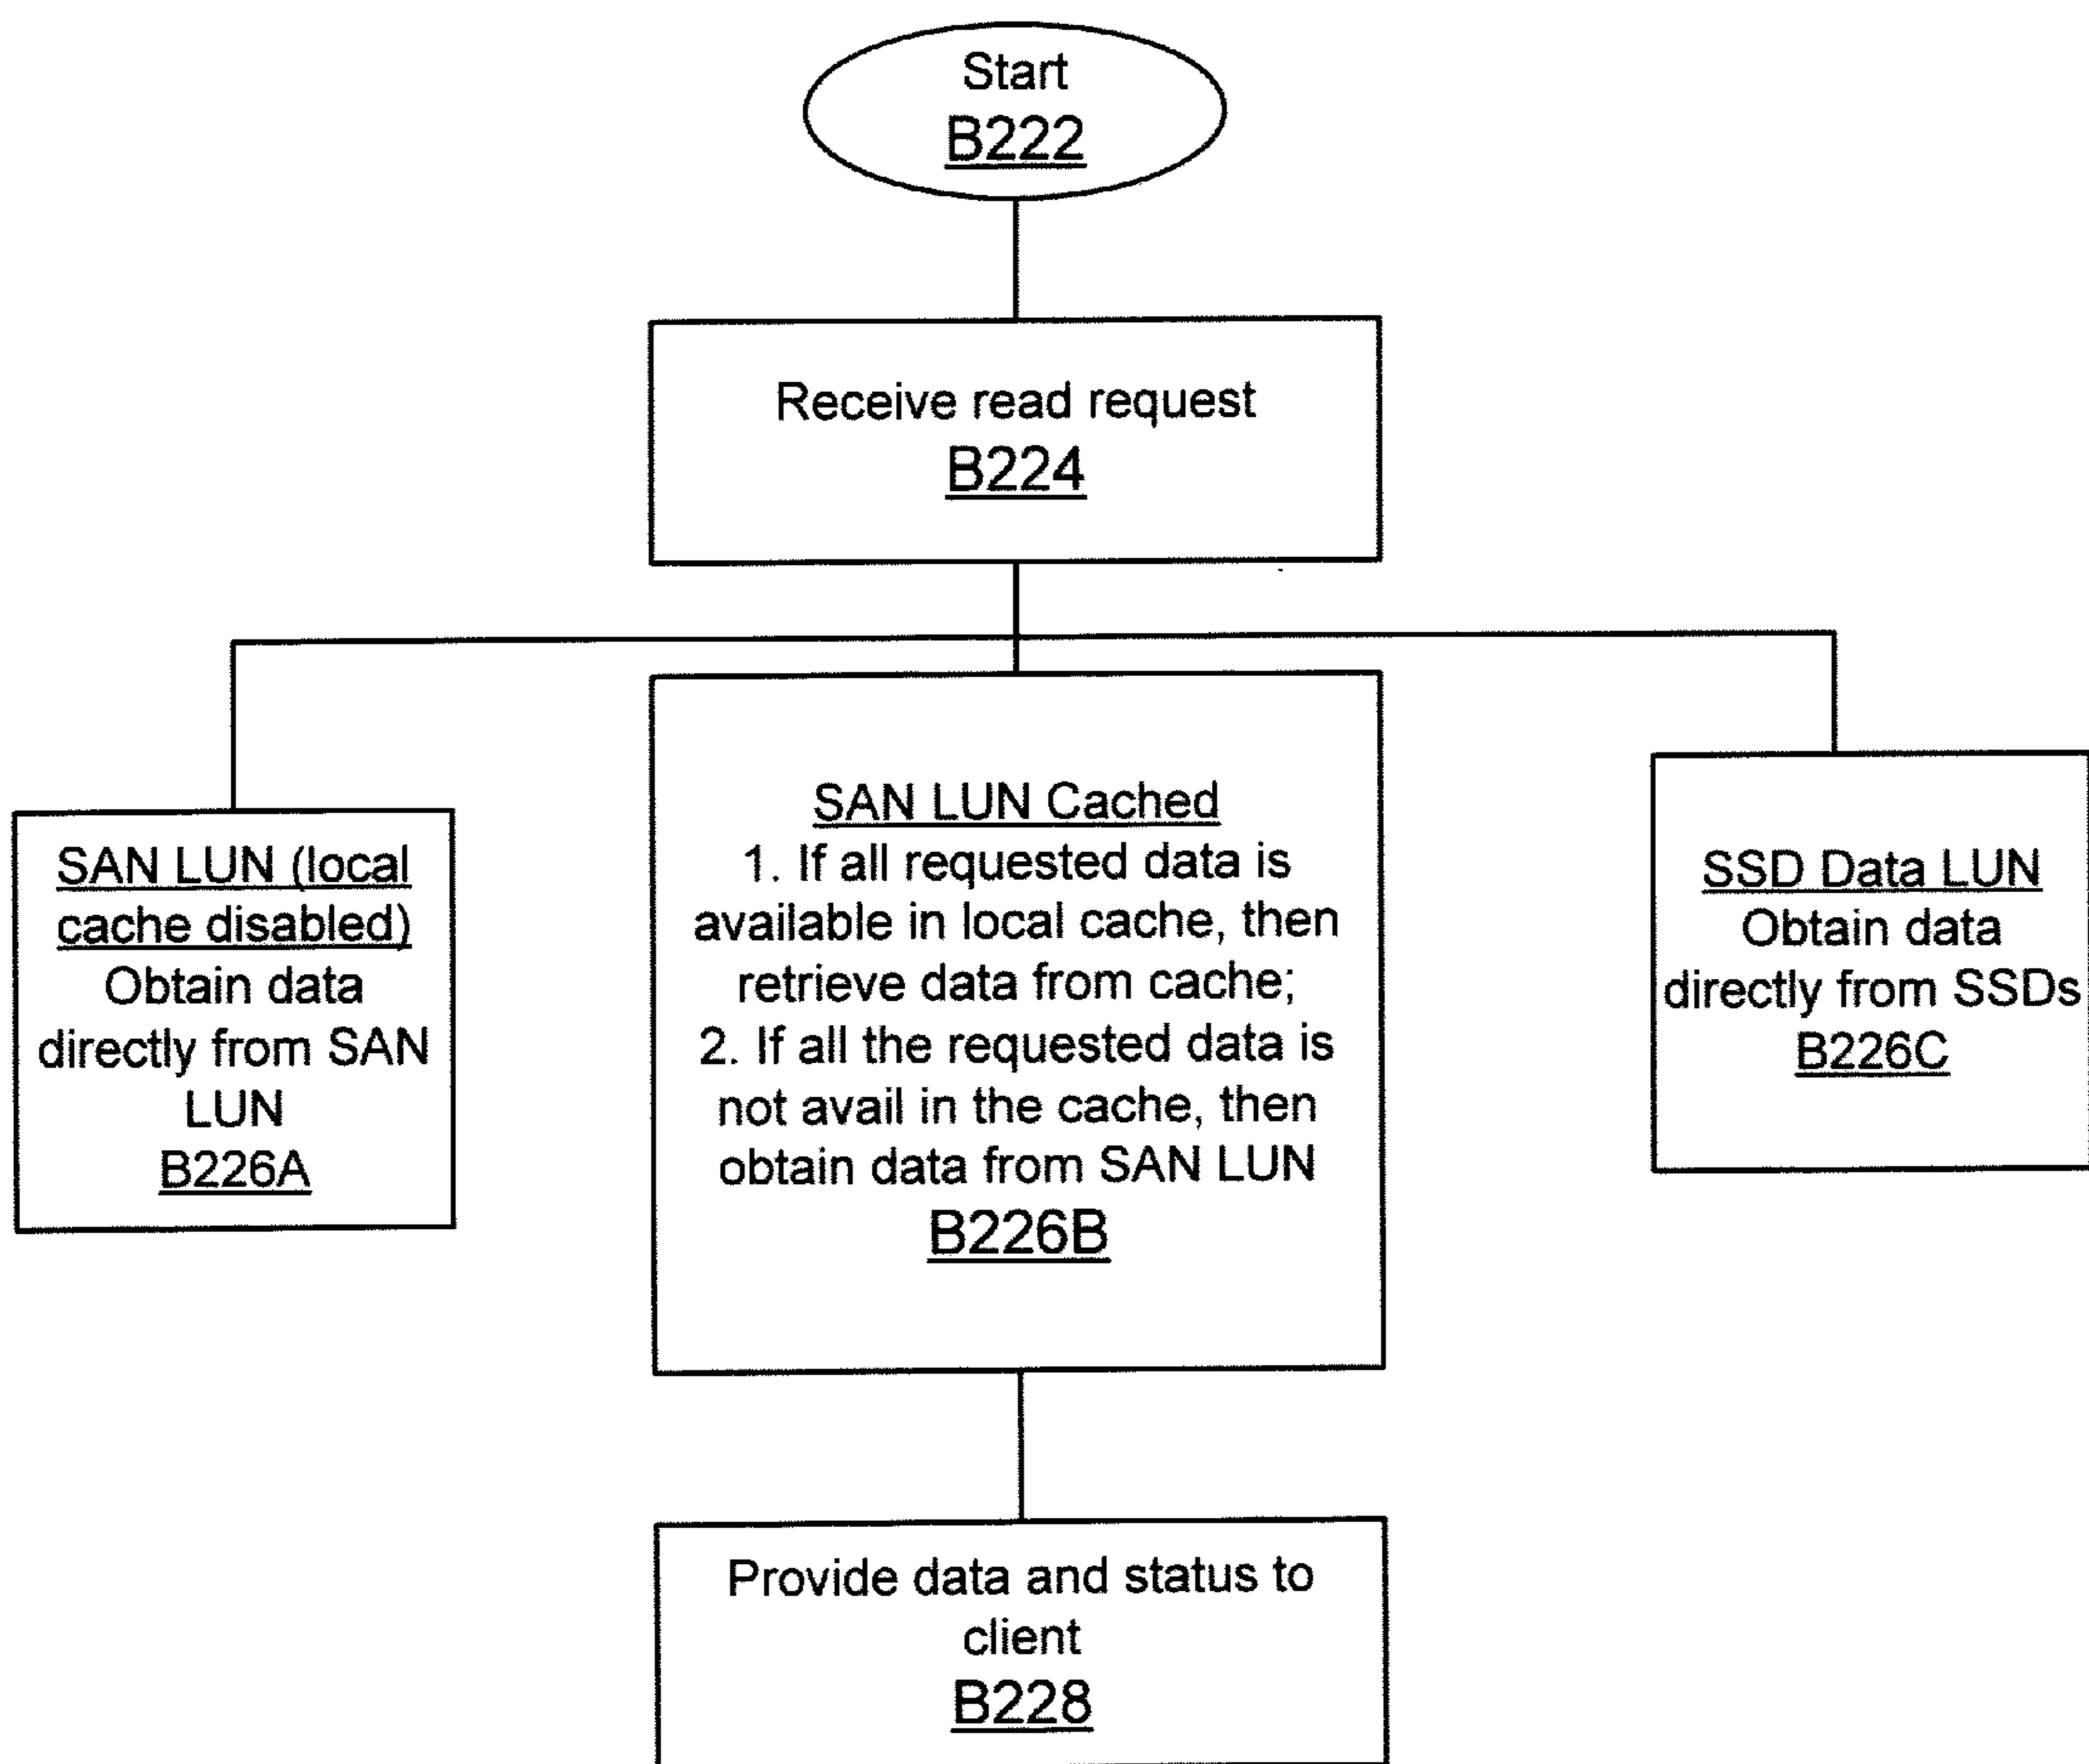 Start
B222
Receive read request
B224
SAN LUN (local
cache disabled)
Obtain data
directly from SAN
LUN
B226A
SAN LUN Cached
1. If all requested data is
available in local cache, then
retrieve data from cache;
2. If all the requested data is
not avail in the cache, then
obtain data from SAN LUN
B226B
SSD Data LUN
Obtain data
directly from SSDs
B226C
Provide data and status to
client
B228